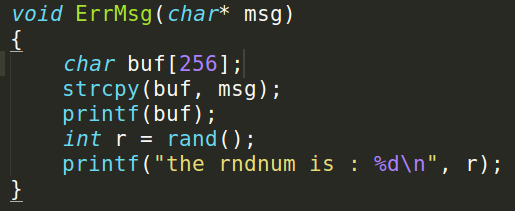 void ErrMsg(char* msg)
{
    char buf[256];
    strcpy(buf, msg);
    printf(buf);
    int r = rand();
    printf("the rndnum is : %d\n", r);
}